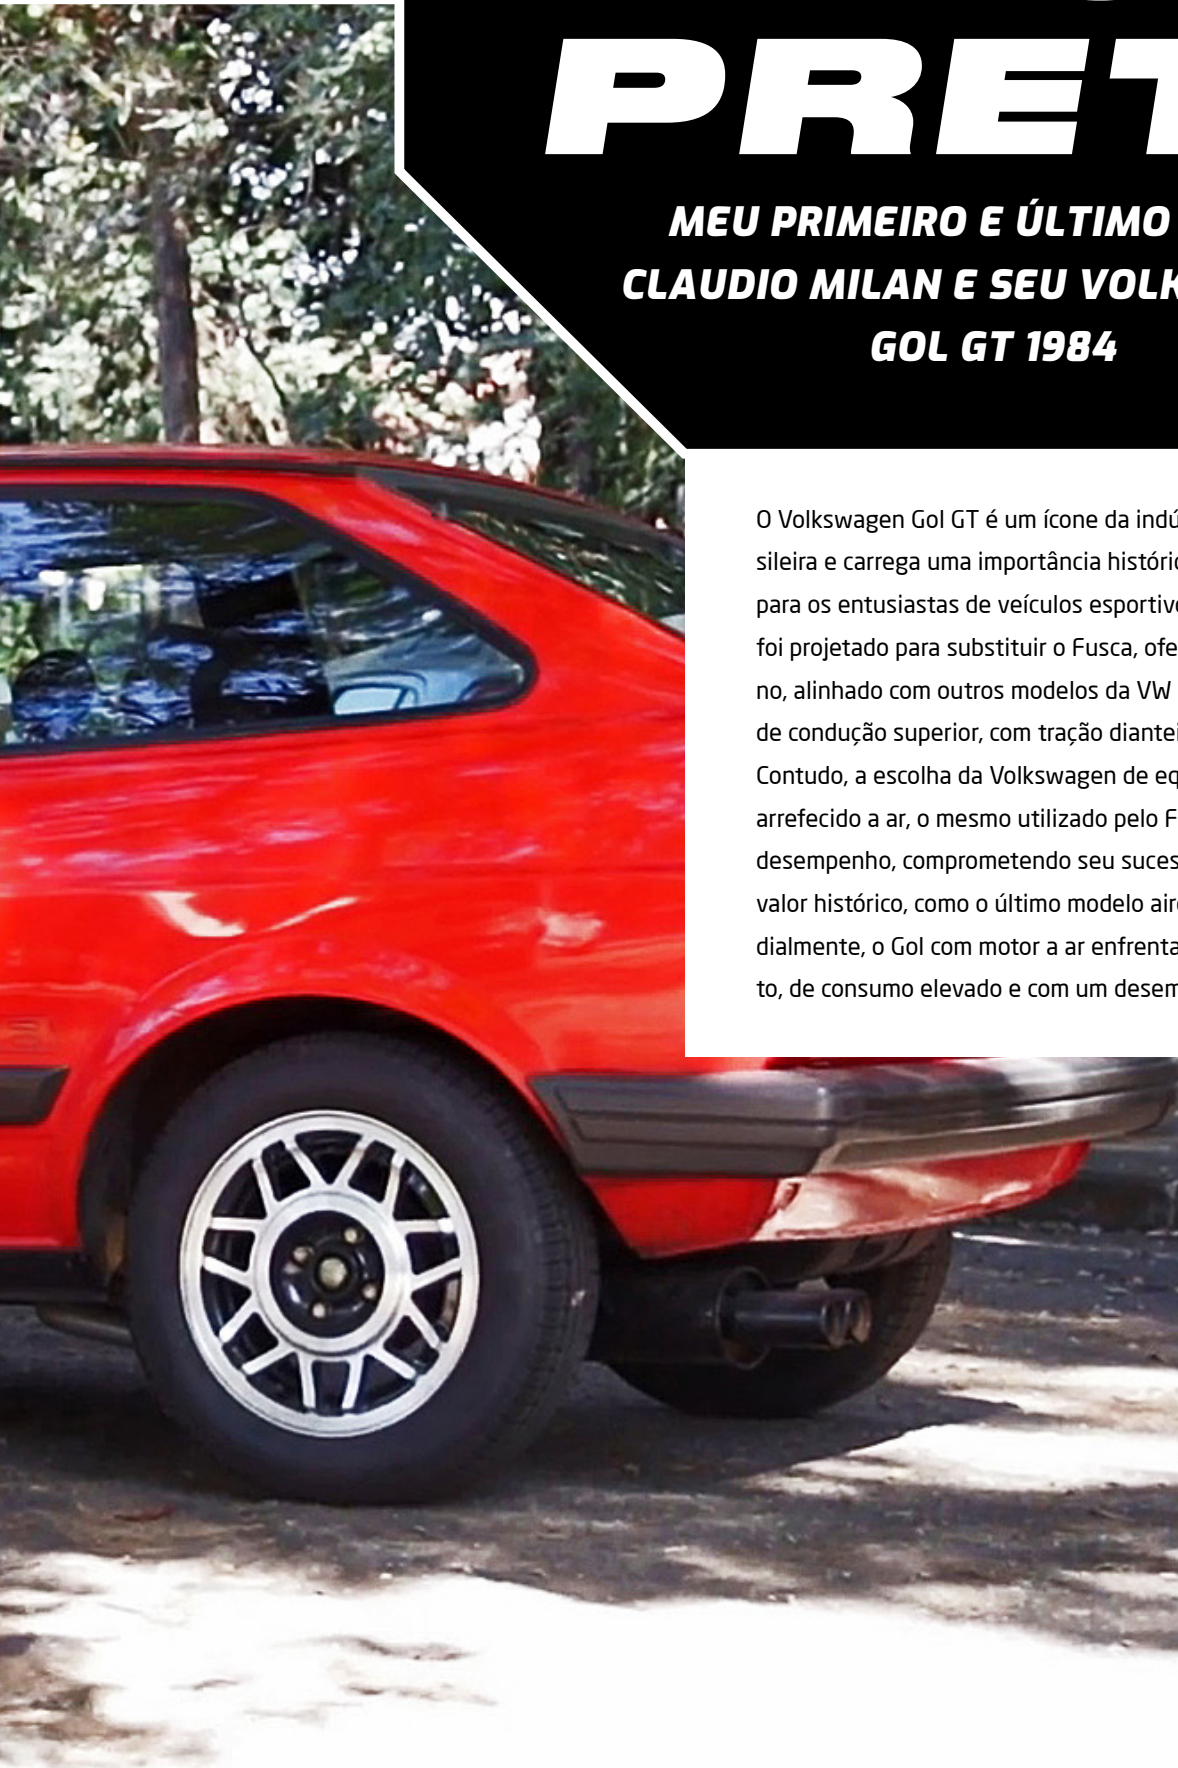 PRET
MEU PRIMEIRO E ÚLTIMO
CLAUDIO MILAN E SEU VOLK
GOL GT 1984
O Volkswagen Gol GT é um ícone da indú
sileira e carrega uma importância históric
para os entusiastas de veículos esportivo
foi projetado para substituir o Fusca, ofe
no, alinhado com outros modelos da VW
de condução superior, com tração diantei
Contudo, a escolha da Volkswagen de eq
arrefecido a ar, o mesmo utilizado pelo F
desempenho, comprometendo seu suces
valor histórico, como o último modelo air
dialmente, o Gol com motor a ar enfrenta
to, de consumo elevado e com um desem